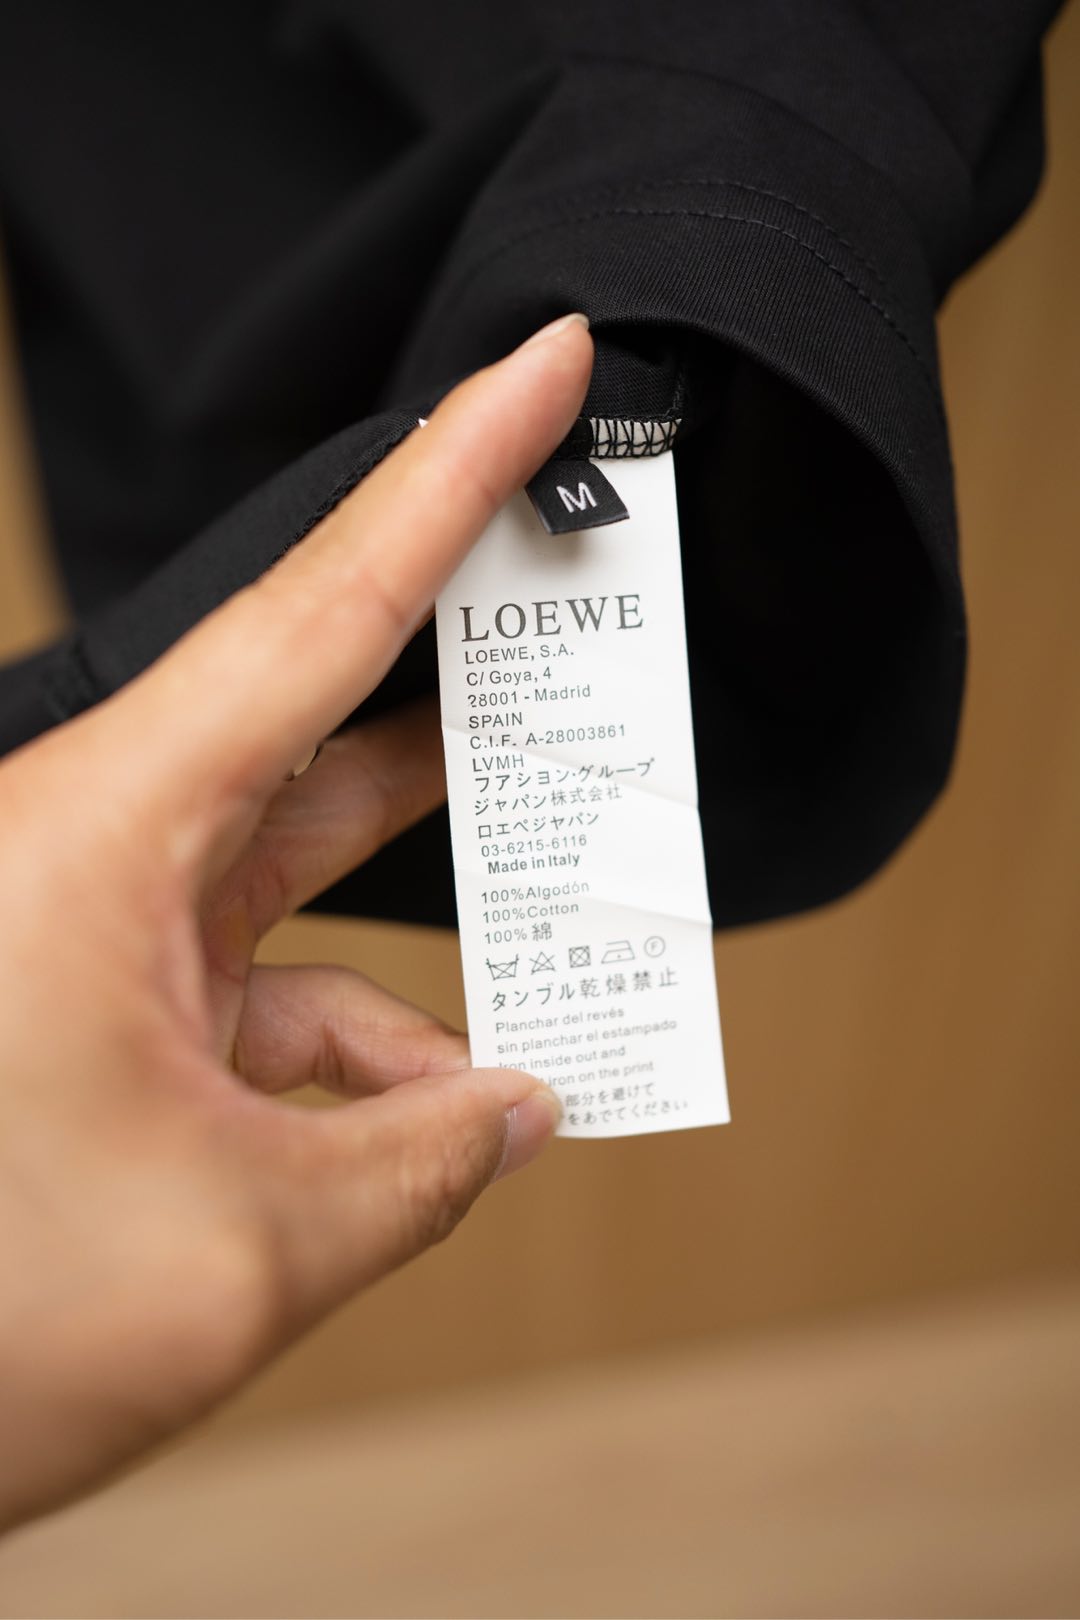 M
LOEWE
LOEWE, S.A.
C/ Goya, 4
28001 - Madrid
SPAIN
C.I.F. A-28003861
LVMH
フアシヨン·グループ
ジャパン株式会社
ロエペジヤパン
03-6215-6116
Made in Italy
100%Algodón
100%Cotton
100% 綿
F
タンブル乾燥禁止
Planchar del revés
sin planchar el estampado
Iron inside out and
iron on the print
部分を避けて
をあでてください